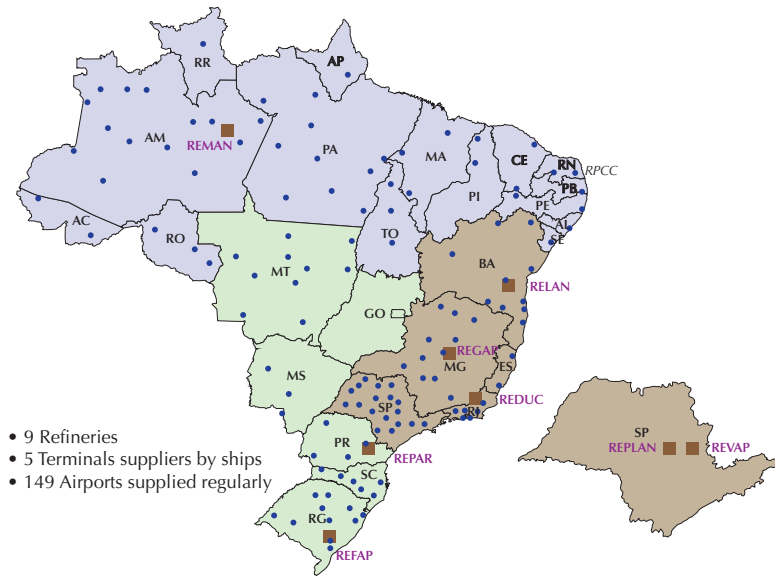 RR
AP
AM
REMAN
PA
MA
CE
RN
RPCC
PB
PI
PE
AL
SE
AC
RO
TO
BA
MT
RELAN
GO
REGAP
MG
ES
MS
SP
REDUC
RJ
PR
REPAR
SC
RG
REFAP
SP
REPLAN
REVAP
• 9 Refineries
• 5 Terminals suppliers by ships
• 149 Airports supplied regularly